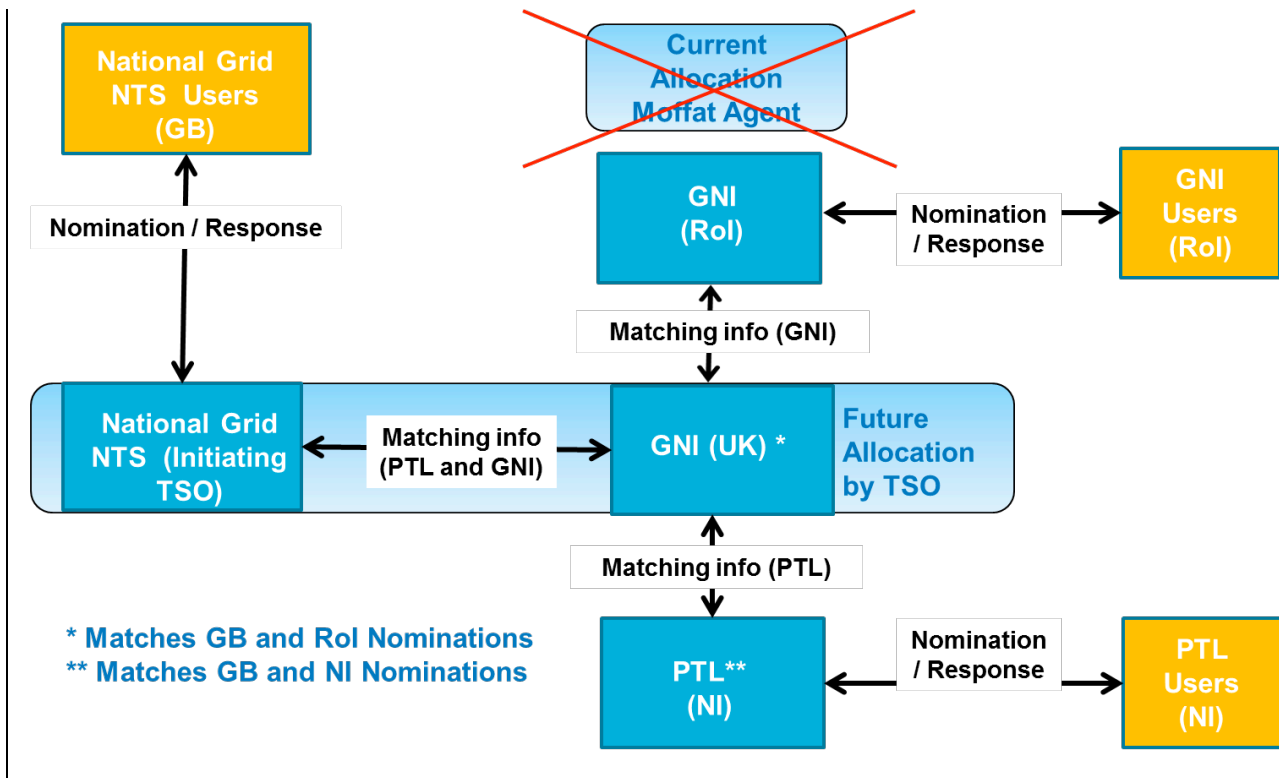 National Grid
NTS Users
(GB)
Current
Allocation
Moffat Agent
Nomination / Response
GNI
(RoI)
Nomination
/ Response
GNI
Users
(RoI)
Matching info (GNI)
National Grid
NTS (Initiating
TSO)
Matching info
(PTL and GNI)
GNI (UK) *
Future
Allocation
by TSO
Matching info (PTL)
* Matches GB and RoI Nominations
** Matches GB and NI Nominations
PTL**
(NI)
Nomination
/ Response
PTL
Users
(NI)